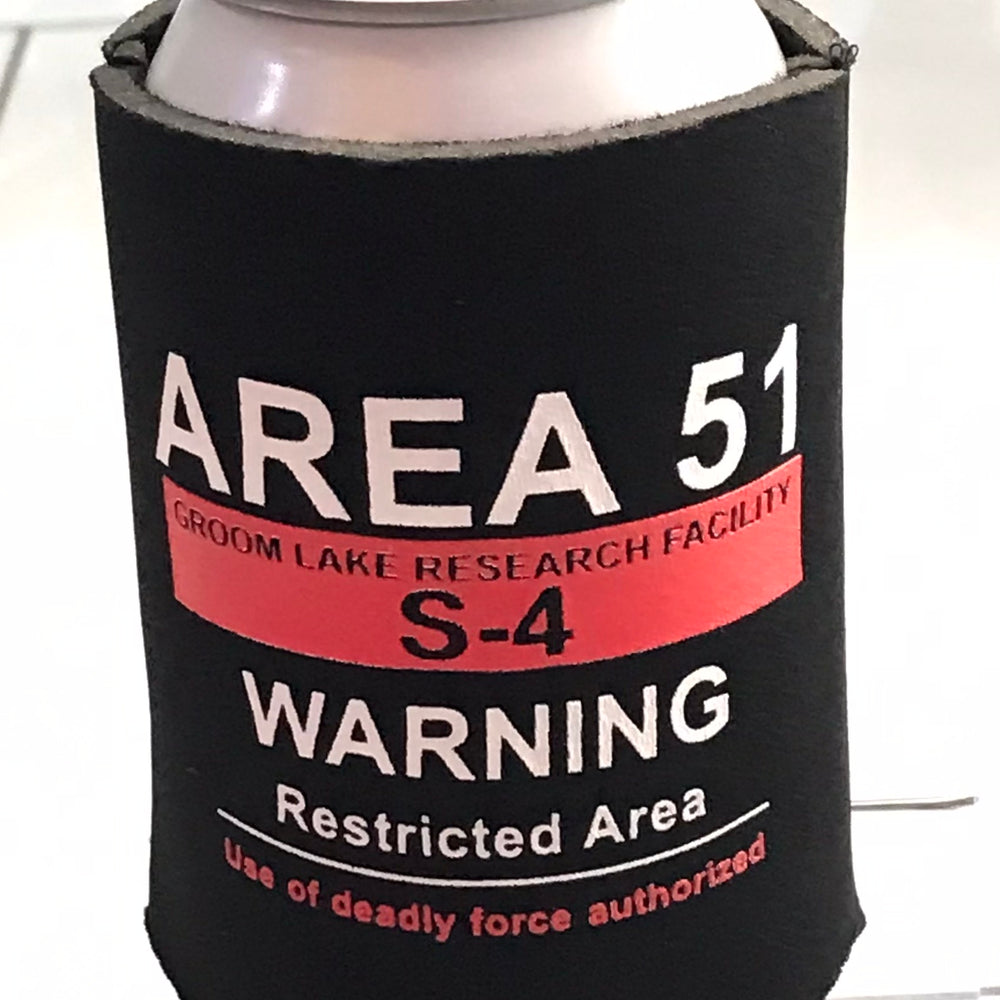 AREA 51
GROOM LAKE RESEARCH FACILITY
S-4
WARNING
Restricted Area
Use of deadly force authorized